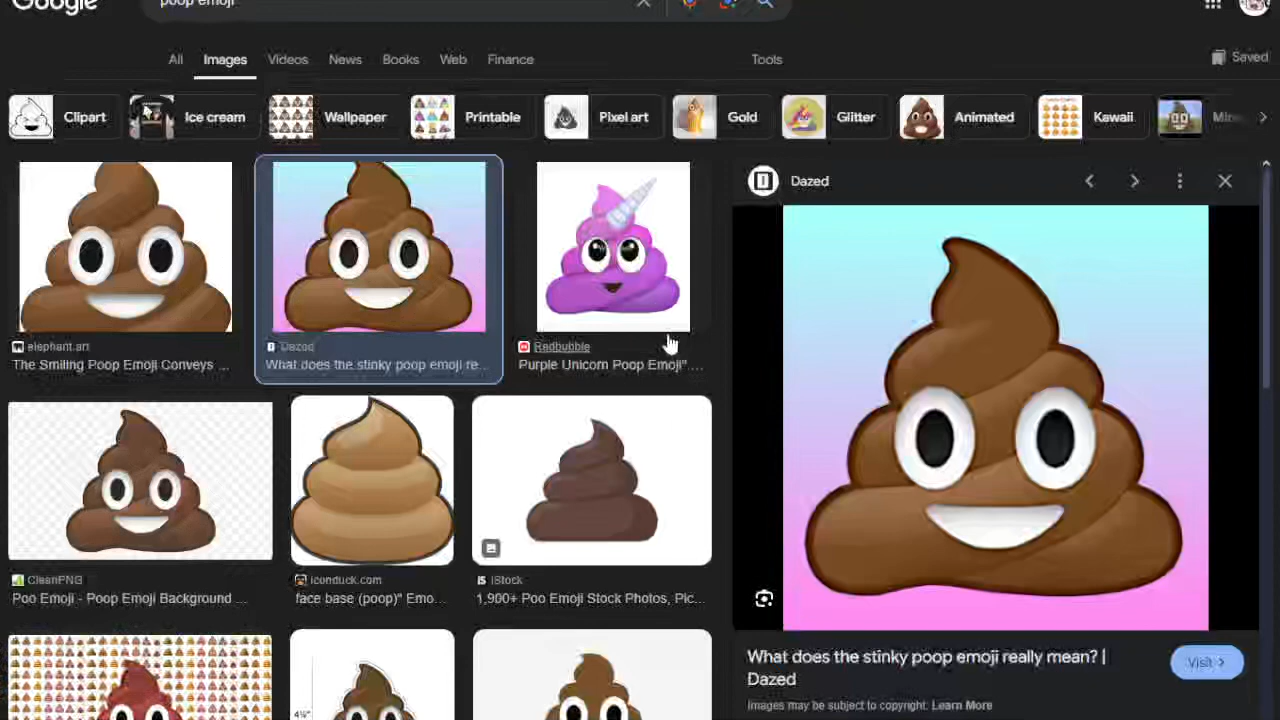 Google
poop emoji
All
Images
Videos
News
Books
Web
Finance
Tools
Saved
Clipart
Ice cream
Wallpaper
Printable
Pixel art
Gold
Glitter
Animated
Kawaii
Dazed
elephant.art
The Smiling Poop Emoji Conveys ...
Dazed
What does the stinky poop emoji re...
Redbubble
Purple Unicorn Poop Emoji" ...
CleanPNG
Poo Emoji - Poop Emoji Background ...
iconduck.com
face base (poop)" Emo...
iStock
1,900+ Poo Emoji Stock Photos, Pic...
4½"
What does the stinky poop emoji really mean? |
Dazed
Visit >
Images may be subject to copyright. Learn More